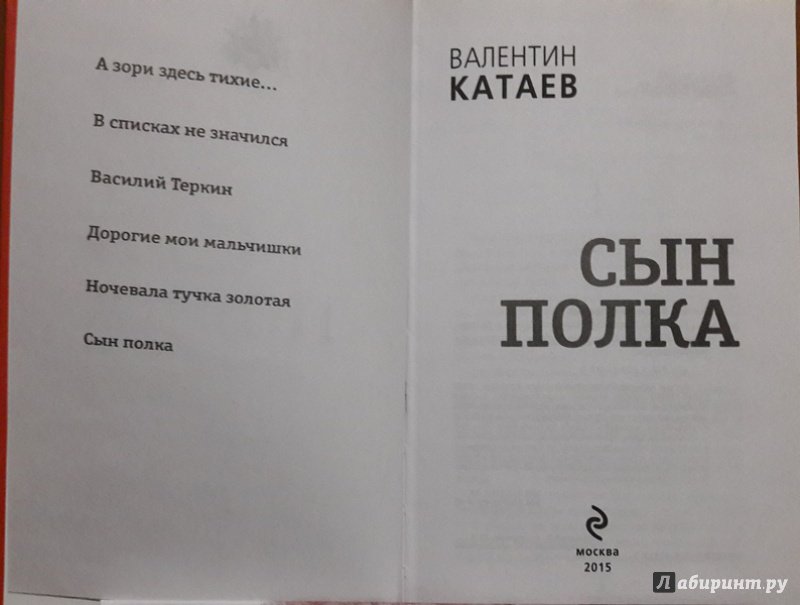 А зори здесь тихие...
В списках не значился
Василий Теркин
Дорогие мои мальчишки
Ночевала тучка золотая
Сын полка
ВАЛЕНТИН
КАТАЕВ
СЫН
ПОЛКА
МОСКВА
2015
Лабиринт.ру